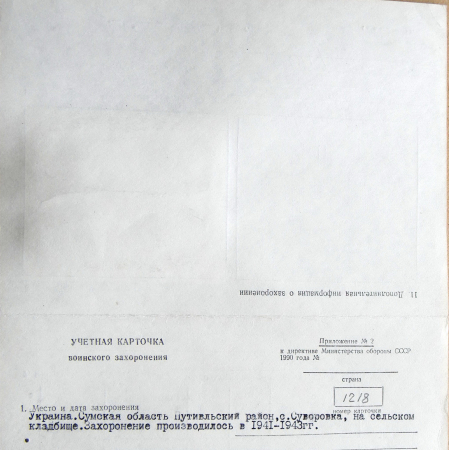 11. Дополнительная информация о захоронении
УЧЕТНАЯ КАРТОЧКА
воинского захоронения
Приложение № 2
к директиве Министерства обороны СССР
1990 года №
страна
1218
номер карточки
1. Место и дата захоронения
Украина.Сумская область Путивльский район,с.Суворовка, на сельском
кладбище.Захоронение производилось в 1941-1943гг.